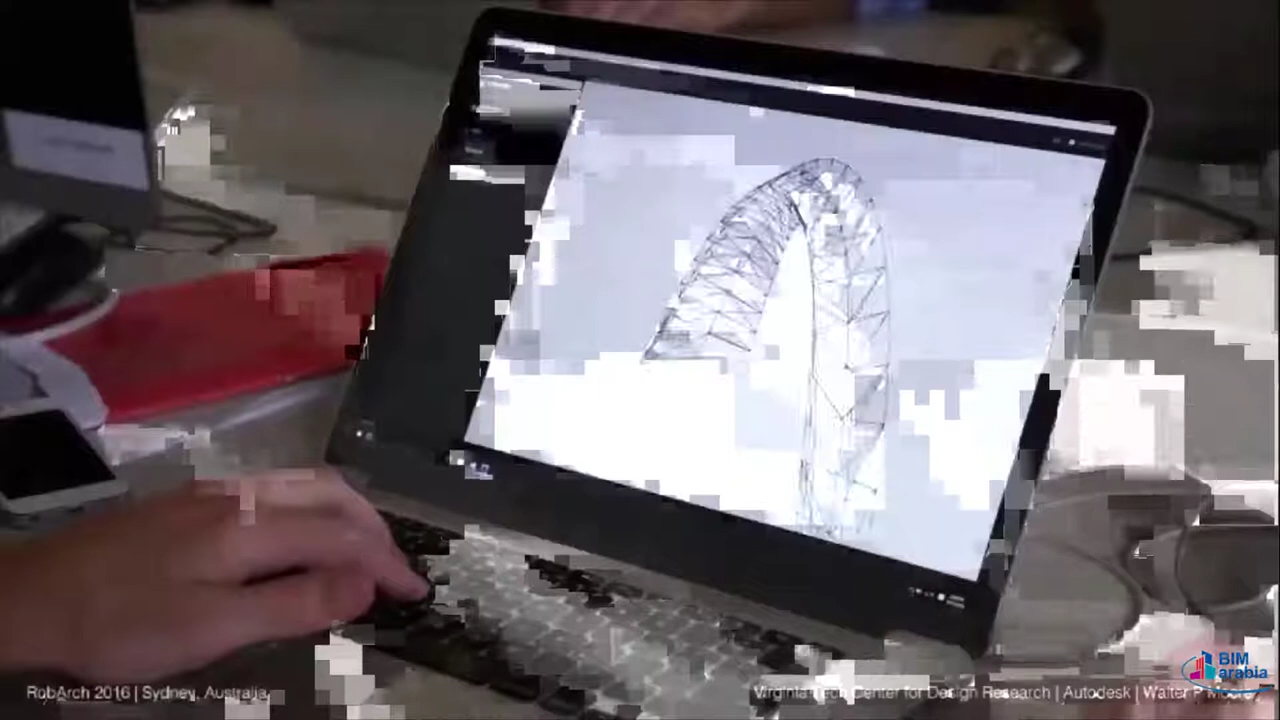 RobArch 2016 | Sydney, Australia
Virginia Tech Center for Design Research | Autodesk | Walter P Moore
BIM
arabia